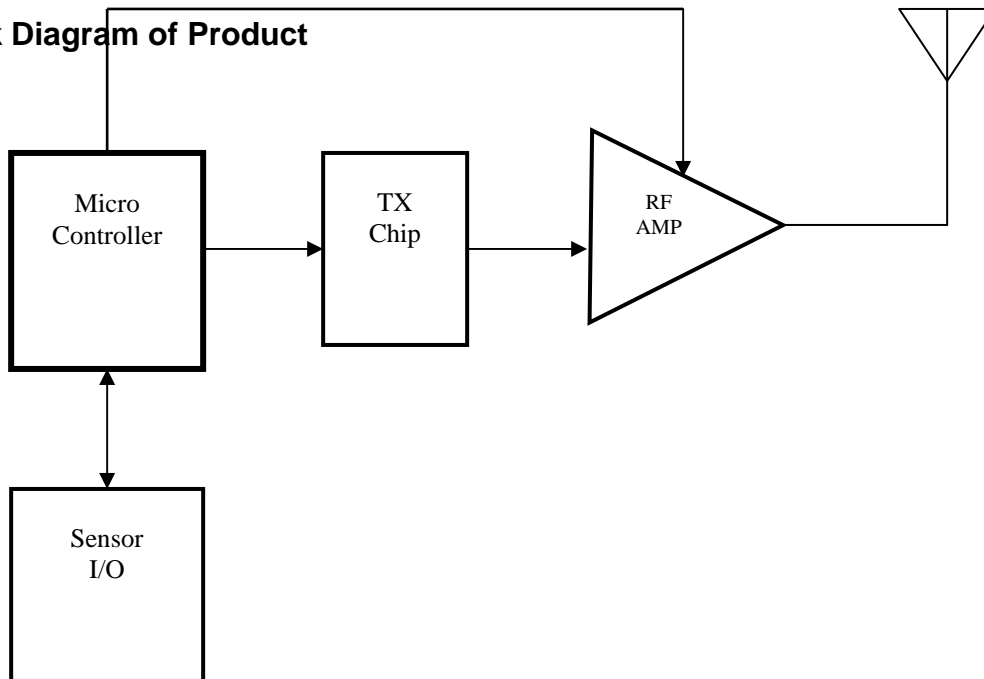 Diagram of Product
Micro
Controller
TX
Chip
RF
AMP
Sensor
I/O